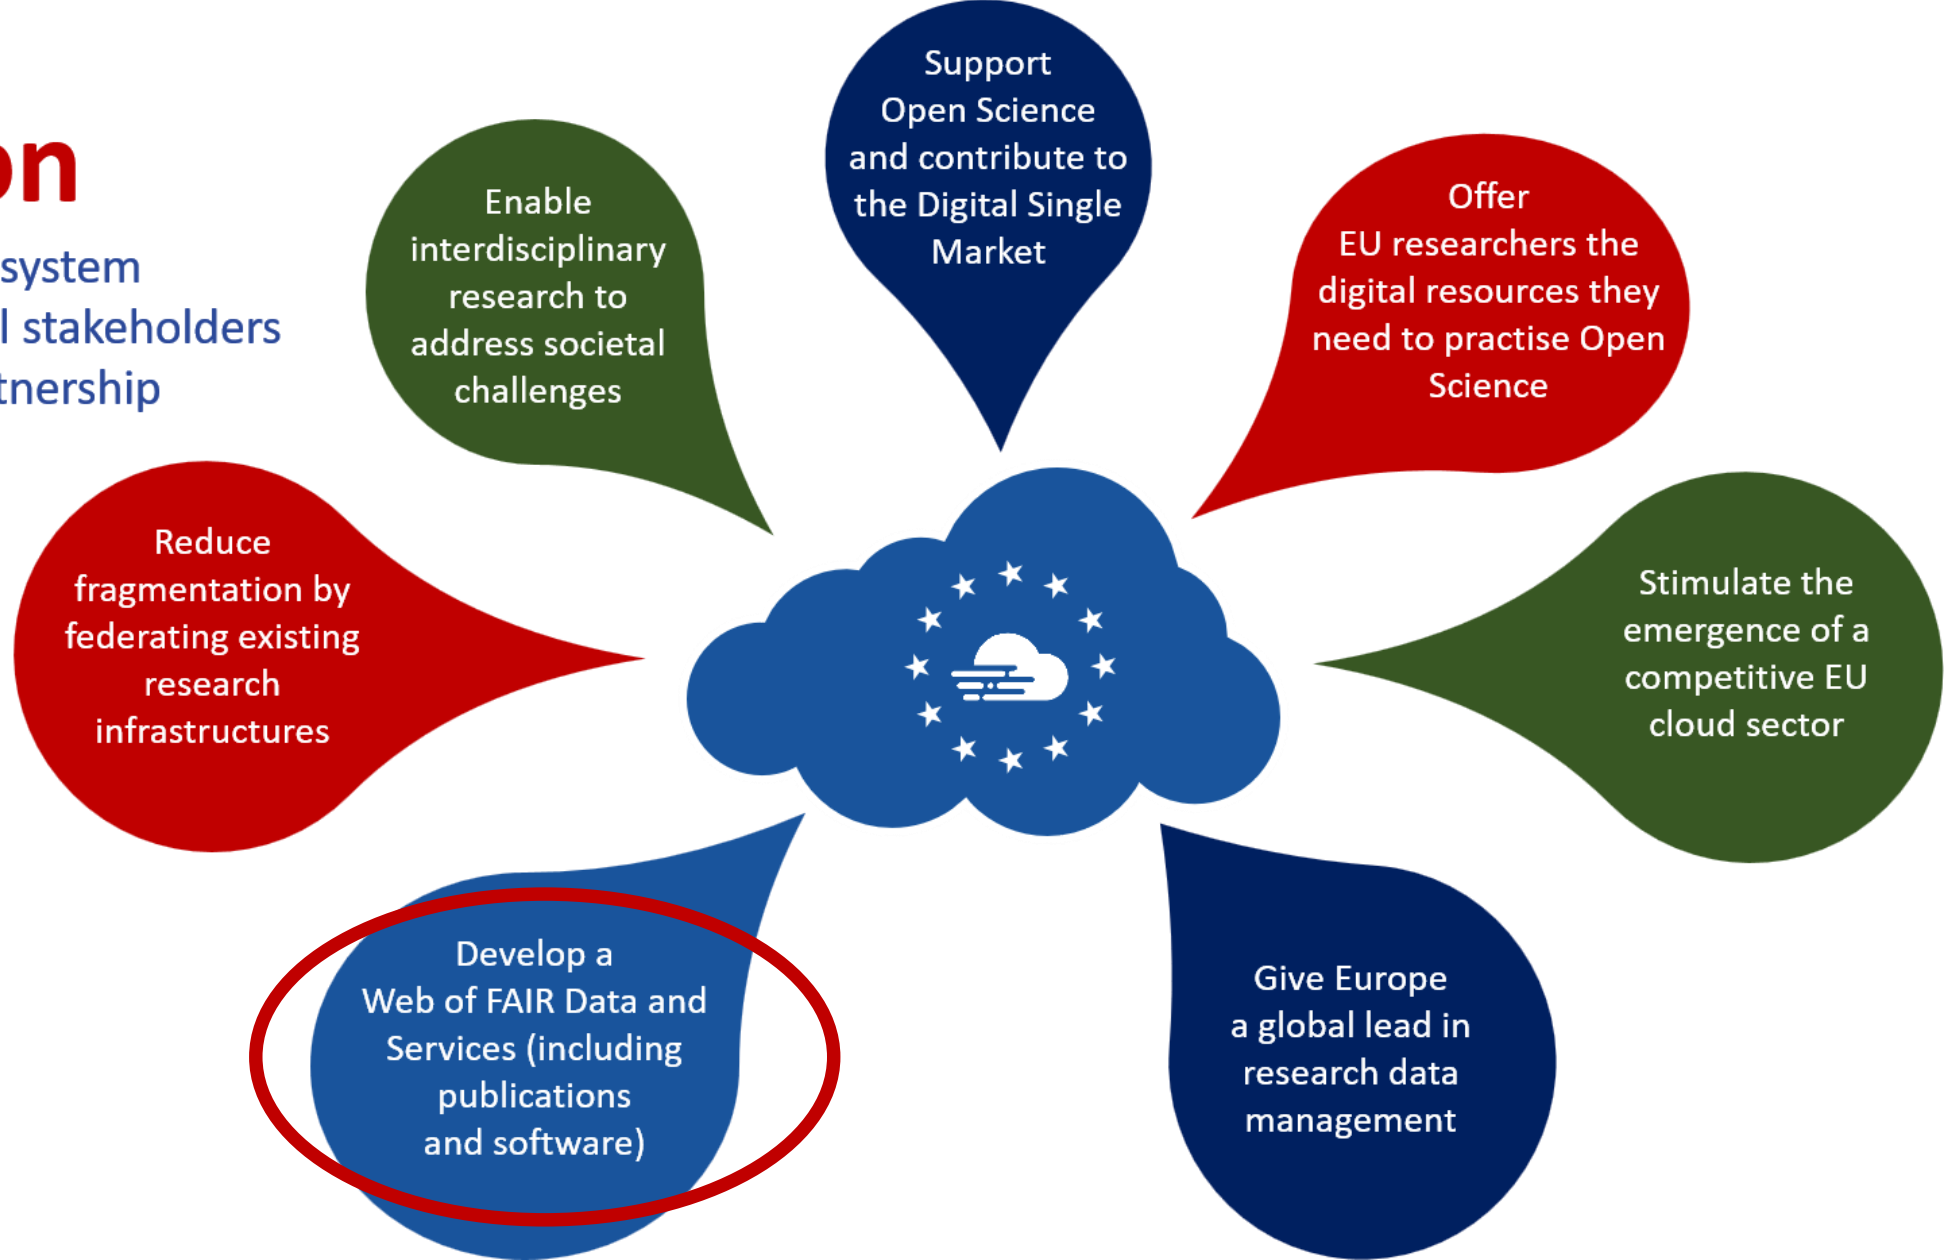 on
system
l stakeholders
tnership
Support
Open Science
and contribute to
the Digital Single
Market
Enable
interdisciplinary
research to
address societal
challenges
Offer
EU researchers the
digital resources they
need to practise Open
Science
Reduce
fragmentation by
federating existing
research
infrastructures
Stimulate the
emergence of a
competitive EU
cloud sector
Develop a
Web of FAIR Data and
Services (including
publications
and software)
Give Europe
a global lead in
research data
management